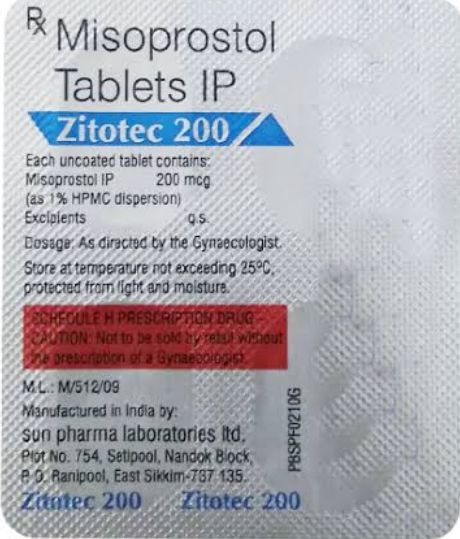 Rx Misoprostol
Tablets IP
Zitotec 200
Each uncoated tablet contains:
Misoprostol IP 200 mcg
(as 1% HPMC dispersion)
Excipients q.s.
Dosage: As directed by the Gynaecologist.
Store at temperature not exceeding 25°C,
protected from light and moisture.
SCHEDULE H PRESCRIPTION DRUG -
CAUTION: Not to be sold by retail without
the prescription of a Gynaecologist.
M.L.: M/512/09
Manufactured in India by:
sun pharma laboratories ltd.
Plot No. 754, Setipool, Nandok Block,
P.O. Ranipool, East Sikkim-737 135.
Zitotec 200 Zitotec 200
PBSPF0210G